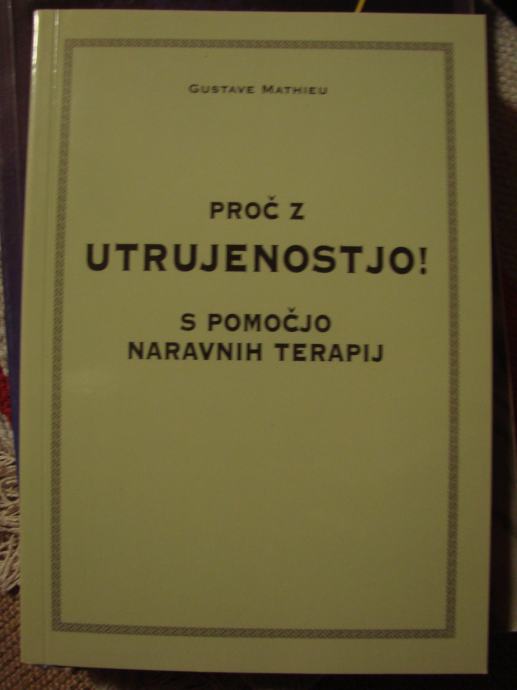 GUSTAVE MATHIEU
PROČ Z
UTRUJENOSTJO!
S POMOČJO
NARAVNIH TERAPIJ